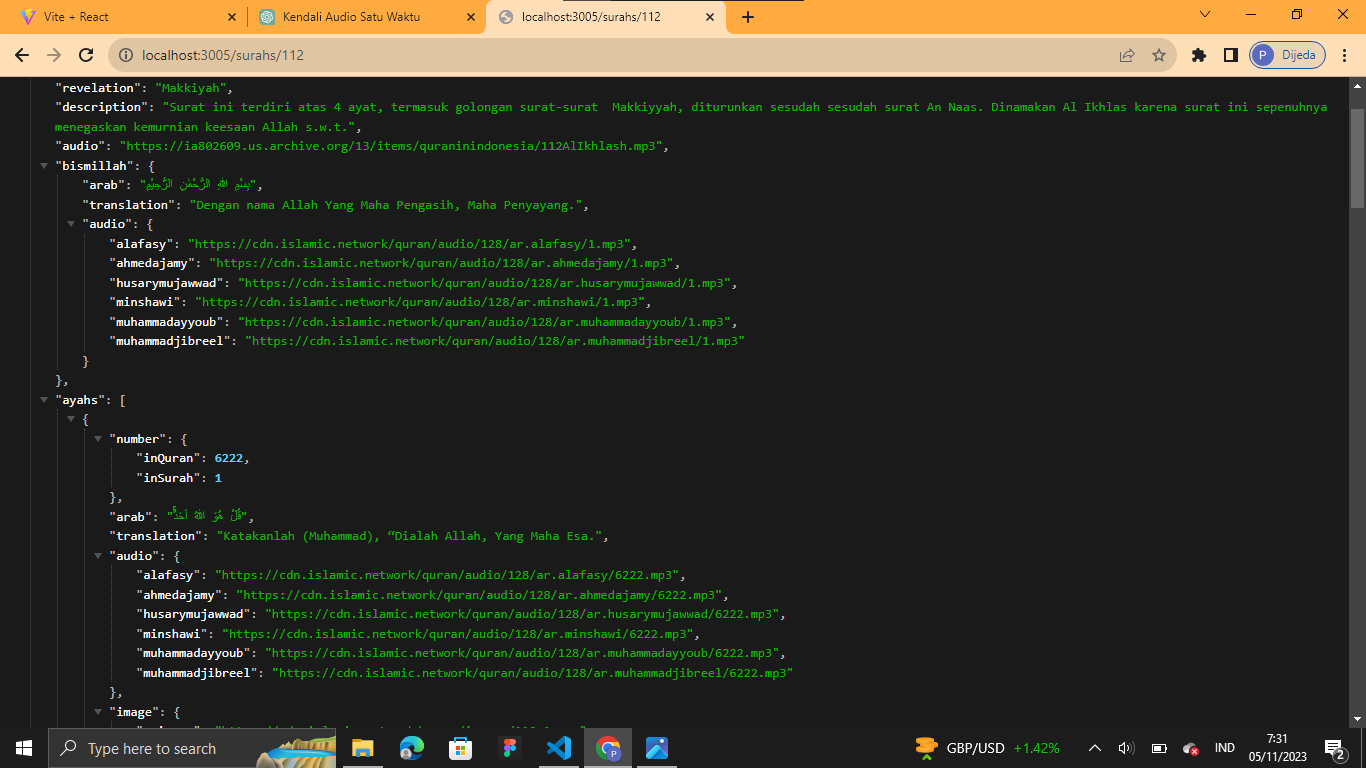 Vite + React
Kendali Audio Satu Waktu
localhost:3005/surahs/112
localhost:3005/surahs/112
P Dijeda
"revelation": "Makkiyah",
"description": "Surat ini terdiri atas 4 ayat, termasuk golongan surat-surat  Makkiyyah, diturunkan sesudah sesudah surat An Naas. Dinamakan Al Ikhlas karena surat ini sepenuhnya
menegaskan kemurnian keesaan Allah s.w.t.",
"audio": "https://ia802609.us.archive.org/13/items/quraninindonesia/112AlIkhlash.mp3",
"bismillah": {
"arab": "بِسْمِ اللّٰهِ الرَّحْمٰنِ الرَّحِيْمِ",
"translation": "Dengan nama Allah Yang Maha Pengasih, Maha Penyayang.",
"audio": {
"alafasy": "https://cdn.islamic.network/quran/audio/128/ar.alafasy/1.mp3",
"ahmedajamy": "https://cdn.islamic.network/quran/audio/128/ar.ahmedajamy/1.mp3",
"husarymujawwad": "https://cdn.islamic.network/quran/audio/128/ar.husarymujawwad/1.mp3",
"minshawi": "https://cdn.islamic.network/quran/audio/128/ar.minshawi/1.mp3",
"muhammadayyoub": "https://cdn.islamic.network/quran/audio/128/ar.muhammadayyoub/1.mp3",
"muhammadjibreel": "https://cdn.islamic.network/quran/audio/128/ar.muhammadjibreel/1.mp3"
}
},
"ayahs": [
{
"number": {
"inQuran": 6222,
"inSurah": 1
},
"arab": "قُلْ هُوَ اللّٰهُ اَحَدٌۚ",
"translation": "Katakanlah (Muhammad), “Dialah Allah, Yang Maha Esa.",
"audio": {
"alafasy": "https://cdn.islamic.network/quran/audio/128/ar.alafasy/6222.mp3",
"ahmedajamy": "https://cdn.islamic.network/quran/audio/128/ar.ahmedajamy/6222.mp3",
"husarymujawwad": "https://cdn.islamic.network/quran/audio/128/ar.husarymujawwad/6222.mp3",
"minshawi": "https://cdn.islamic.network/quran/audio/128/ar.minshawi/6222.mp3",
"muhammadayyoub": "https://cdn.islamic.network/quran/audio/128/ar.muhammadayyoub/6222.mp3",
"muhammadjibreel": "https://cdn.islamic.network/quran/audio/128/ar.muhammadjibreel/6222.mp3"
},
"image": {
Type here to search
GBP/USD +1.42%
IND
7:31
05/11/2023
2